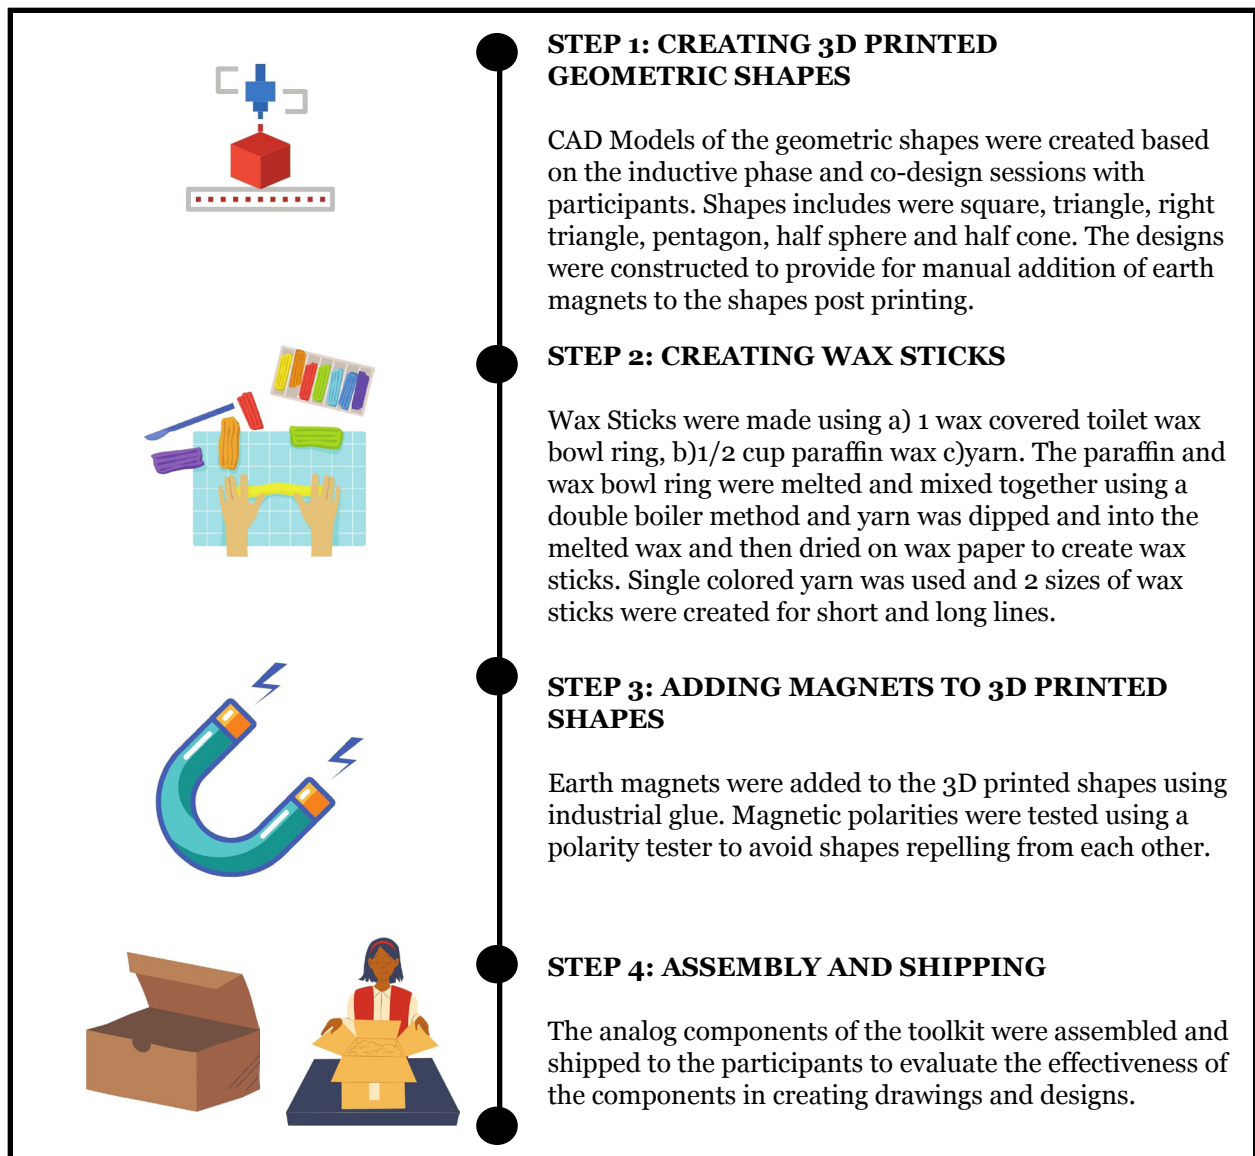 STEP 1: CREATING 3D PRINTED
GEOMETRIC SHAPES
CAD Models of the geometric shapes were created based
on the inductive phase and co-design sessions with
participants. Shapes includes were square, triangle, right
triangle, pentagon, half sphere and half cone. The designs
were constructed to provide for manual addition of earth
magnets to the shapes post printing.
STEP 2: CREATING WAX STICKS
Wax Sticks were made using a) 1 wax covered toilet wax
bowl ring, b)1/2 cup paraffin wax c)yarn. The paraffin and
wax bowl ring were melted and mixed together using a
double boiler method and yarn was dipped and into the
melted wax and then dried on wax paper to create wax
sticks. Single colored yarn was used and 2 sizes of wax
sticks were created for short and long lines.
STEP 3: ADDING MAGNETS TO 3D PRINTED
SHAPES
Earth magnets were added to the 3D printed shapes using
industrial glue. Magnetic polarities were tested using a
polarity tester to avoid shapes repelling from each other.
STEP 4: ASSEMBLY AND SHIPPING
The analog components of the toolkit were assembled and
shipped to the participants to evaluate the effectiveness of
the components in creating drawings and designs.